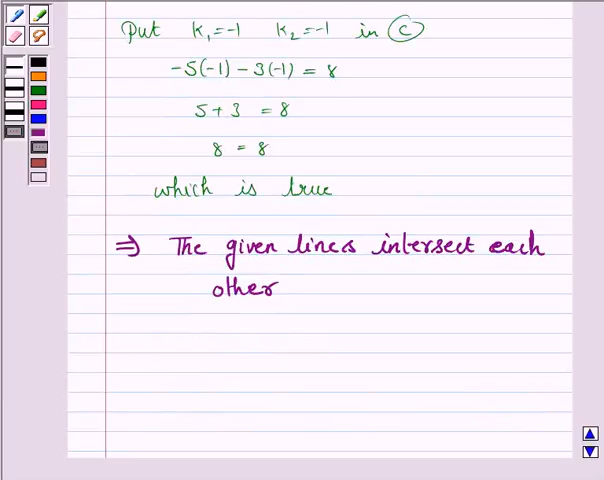 Put K₁=-1 K₂=-1 in (C)
-5(-1) - 3(-1) = 8
5 + 3 = 8
8 = 8
which is true
⇒ The given lines intersect each
other